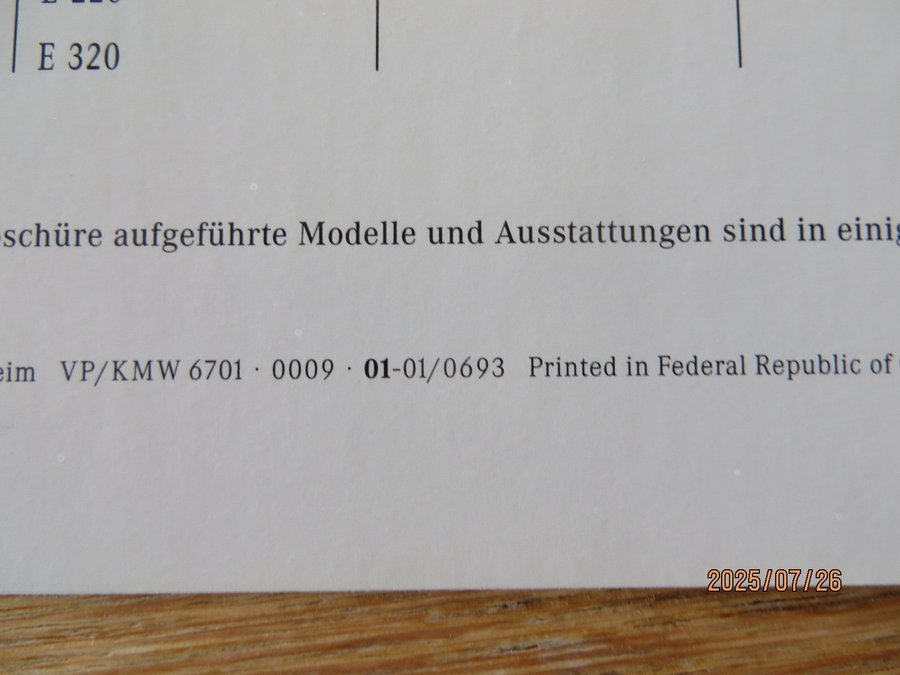 E 320
oschüre aufgeführte Modelle und Ausstattungen sind in einig
eim VP/KMW 6701 · 0009 · 01-01/0693 Printed in Federal Republic of
2025/07/26